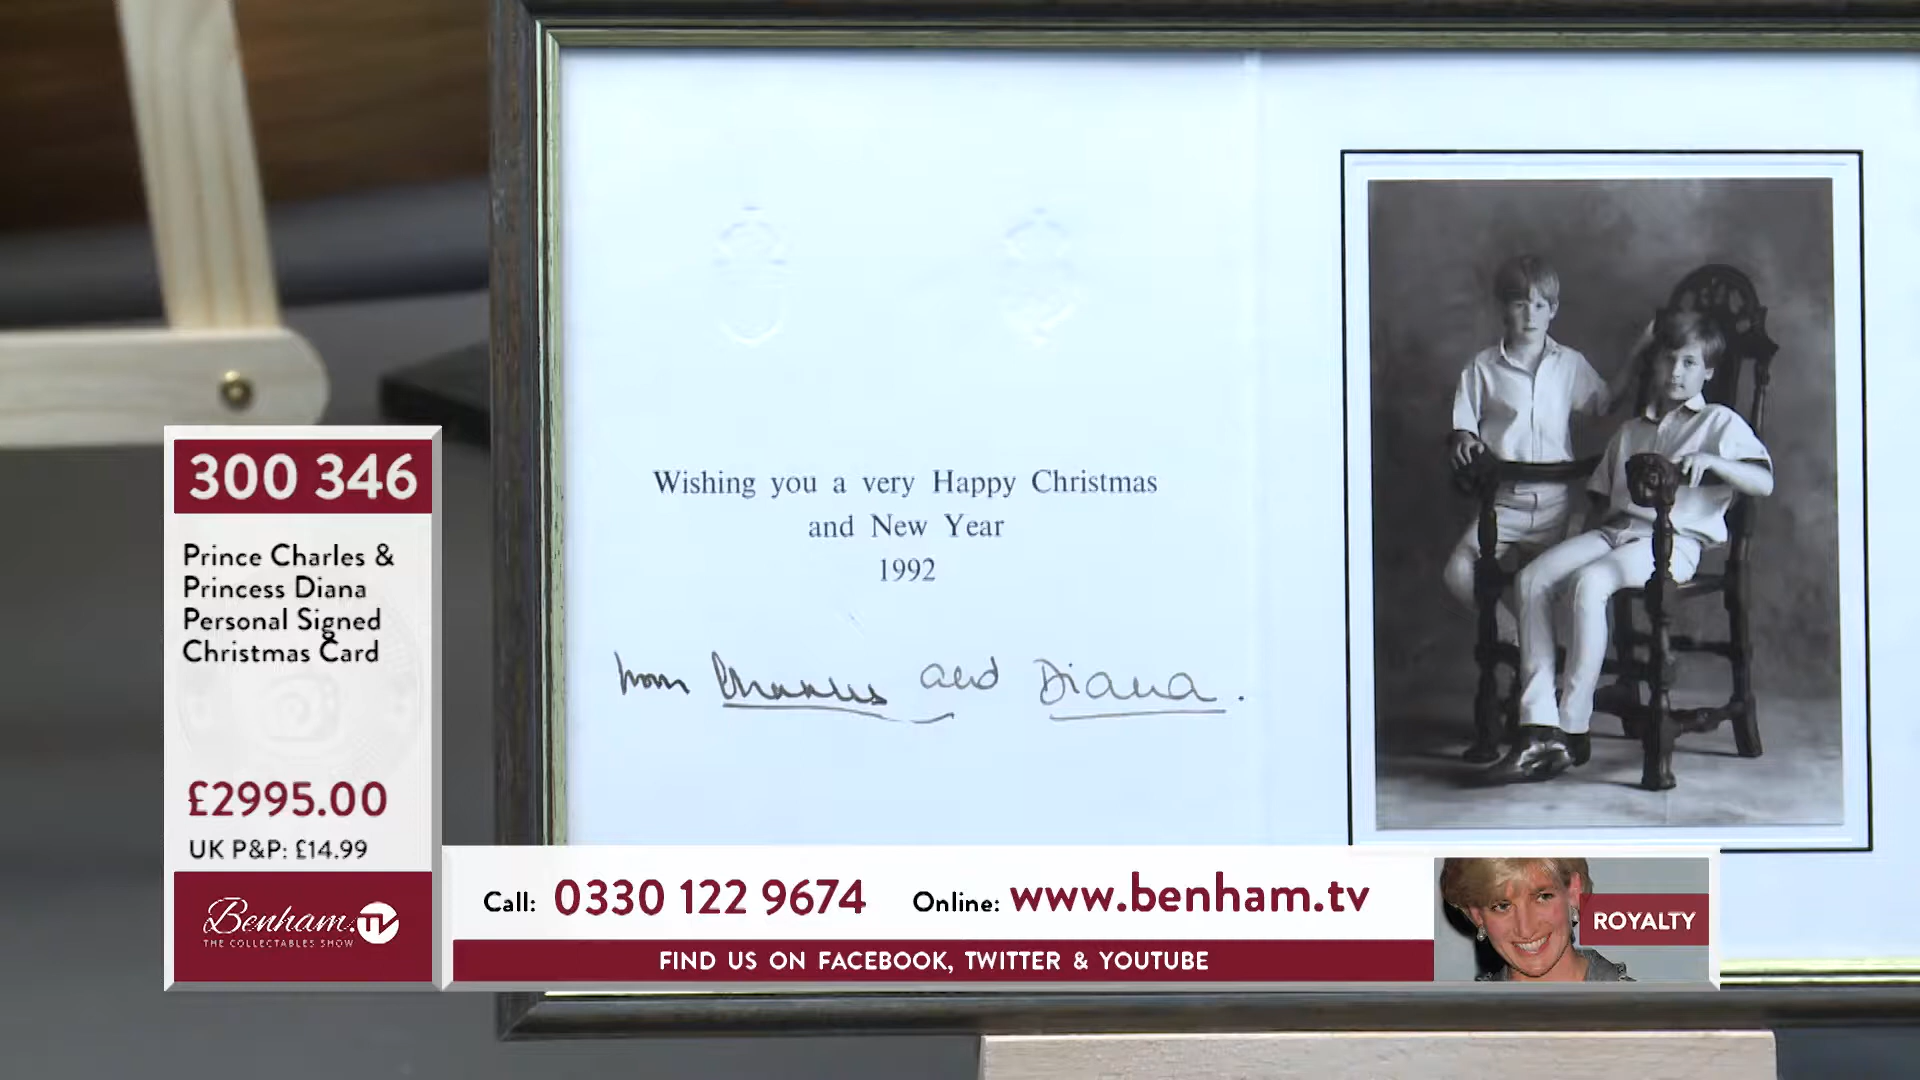 Wishing you a very Happy Christmas
and New Year
1992
from Charles and Diana.
300 346
Prince Charles &
Princess Diana
Personal Signed
Christmas Card
£2995.00
UK P&P: £14.99
Benham.TV
THE COLLECTABLES SHOW
Call: 0330 122 9674 Online: www.benham.tv
ROYALTY
FIND US ON FACEBOOK, TWITTER & YOUTUBE